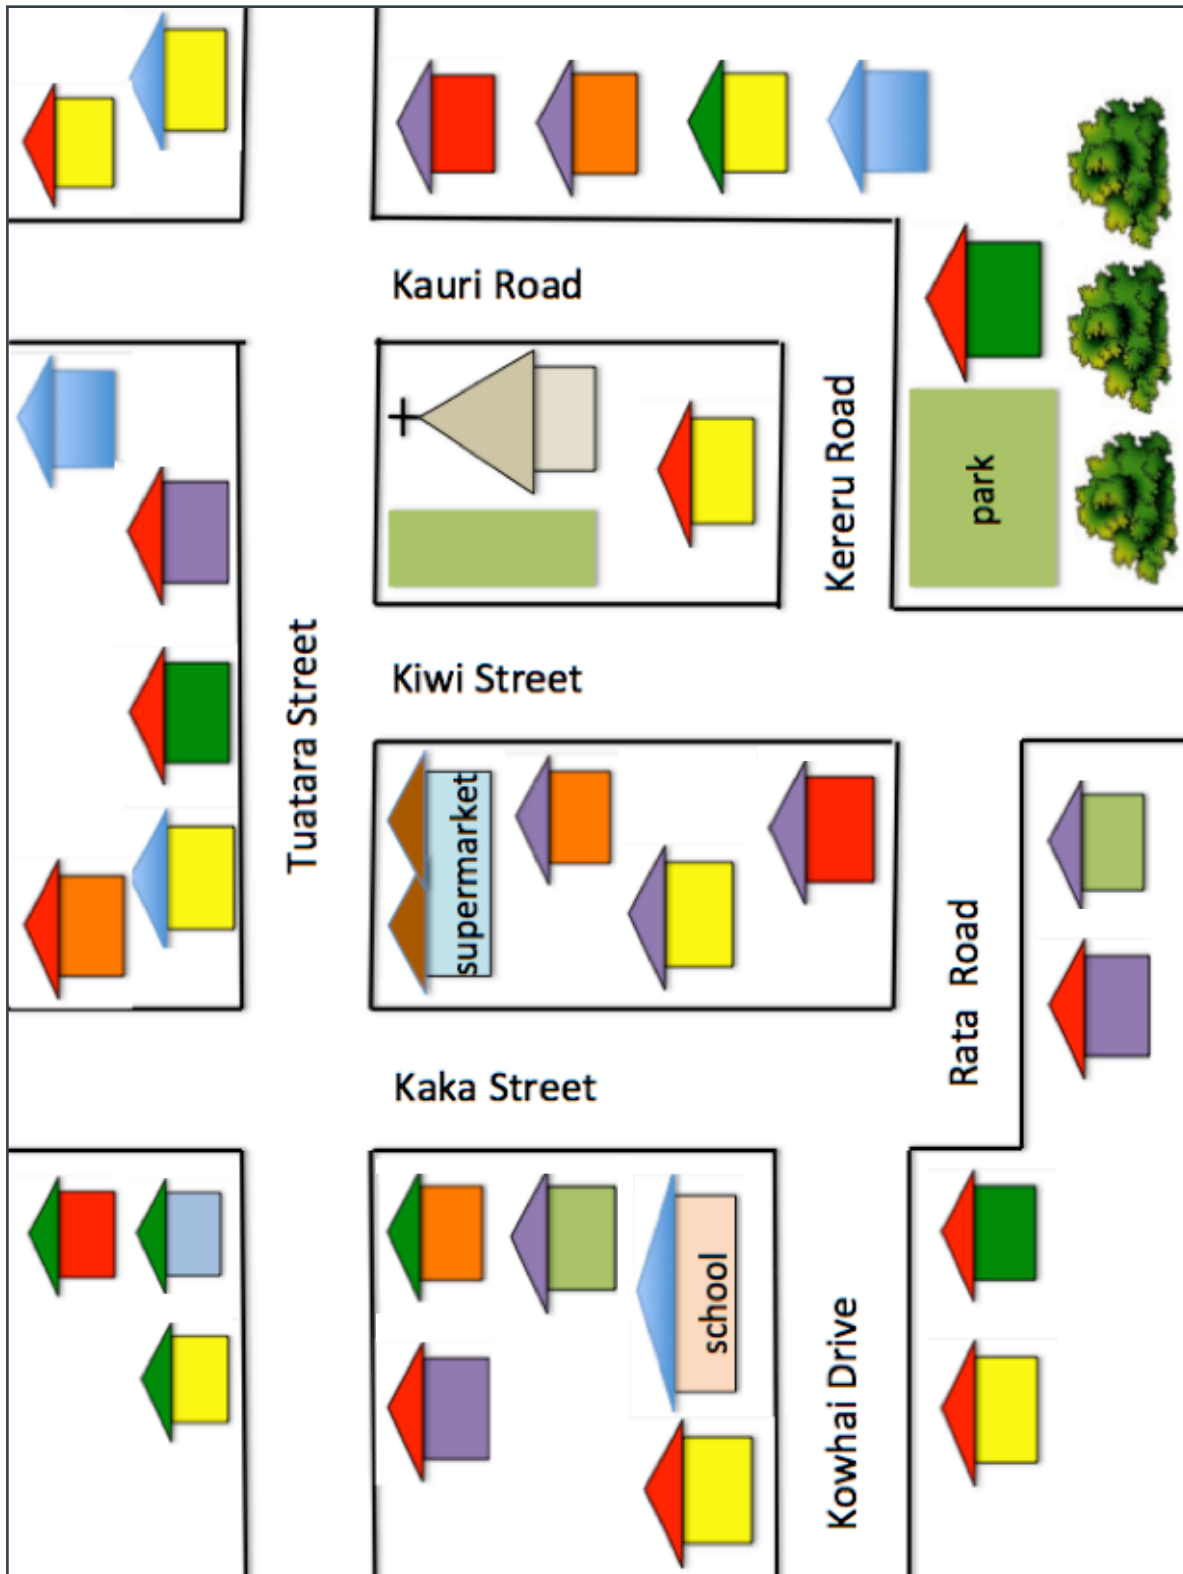 Kauri Road
Kereru Road
park
Tuatara Street
Kiwi Street
supermarket
Rata Road
Kaka Street
school
Kowhai Drive